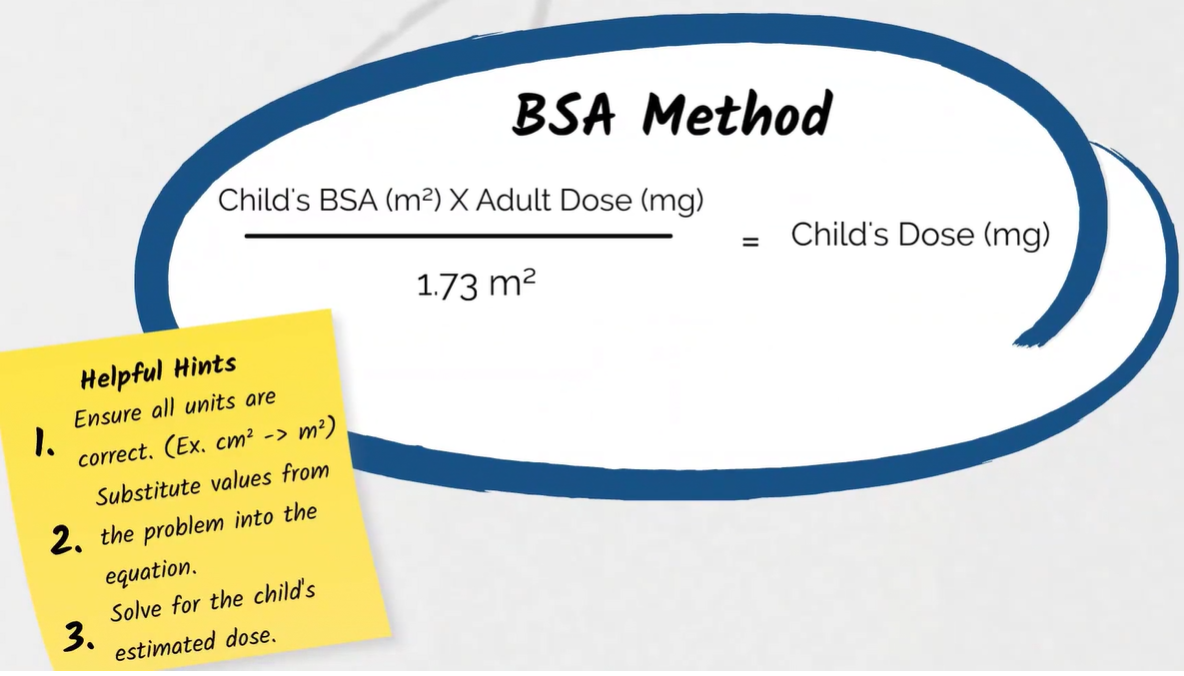 BSA Method
Child's BSA (m²) X Adult Dose (mg)
1.73 m²
= Child's Dose (mg)
Helpful Hints
1. Ensure all units are
correct. (Ex. cm² -> m²)
2. Substitute values from
the problem into the
equation.
3. Solve for the child's
estimated dose.